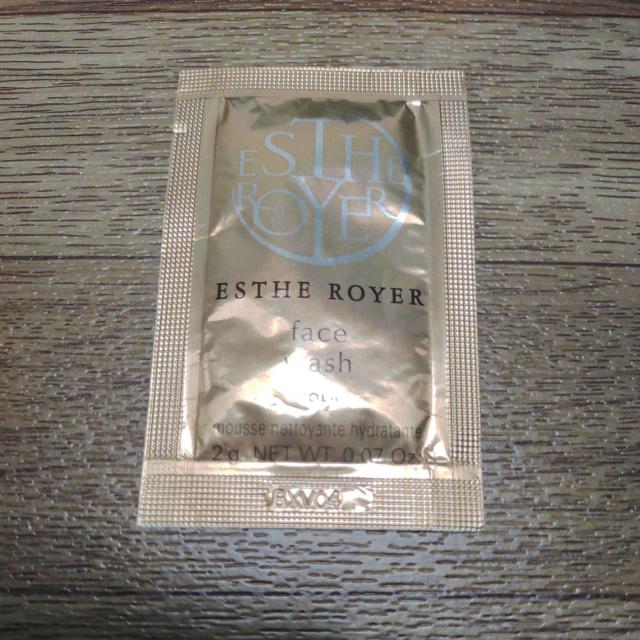 ESTHE
ROYER
ESTHE ROYER
face
wash
mousse nettoyante hydratante
2 g NET WT. 0.07 Oz